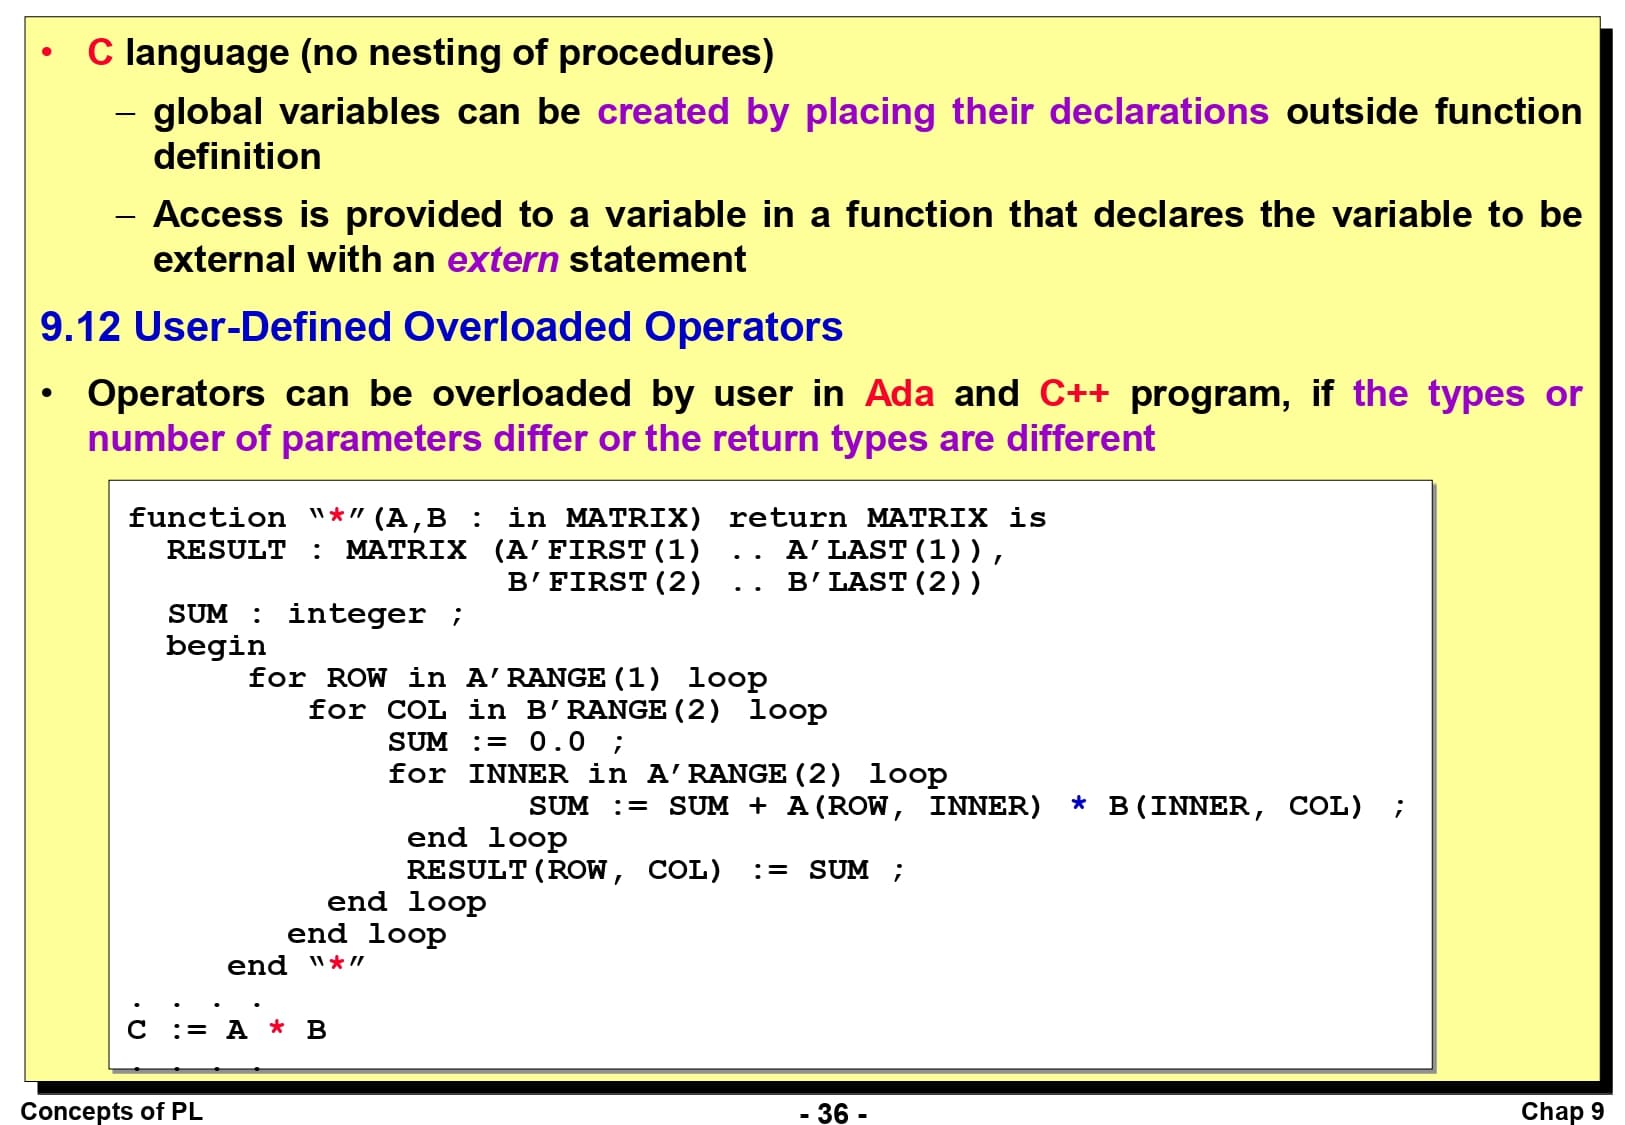 • C language (no nesting of procedures)
– global variables can be created by placing their declarations outside function
definition
– Access is provided to a variable in a function that declares the variable to be
external with an extern statement
9.12 User-Defined Overloaded Operators
• Operators can be overloaded by user in Ada and C++ program, if the types or
number of parameters differ or the return types are different
function “*”(A,B : in MATRIX) return MATRIX is
RESULT : MATRIX (A’FIRST(1) .. A’LAST(1)),
B’FIRST(2) .. B’LAST(2))
SUM : integer ;
begin
for ROW in A’RANGE(1) loop
for COL in B’RANGE(2) loop
SUM := 0.0 ;
for INNER in A’RANGE(2) loop
SUM := SUM + A(ROW, INNER) * B(INNER, COL) ;
end loop
RESULT(ROW, COL) := SUM ;
end loop
end loop
end “*”
. . . .
C := A * B
. . . .
Concepts of PL
- 36 -
Chap 9